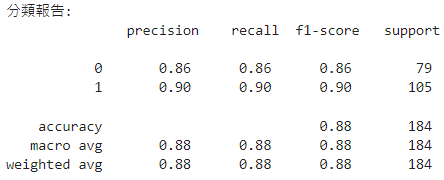 分類報告:
precision recall f1-score support
0 0.86 0.86 0.86 79
1 0.90 0.90 0.90 105
accuracy 0.88 184
macro avg 0.88 0.88 0.88 184
weighted avg 0.88 0.88 0.88 184